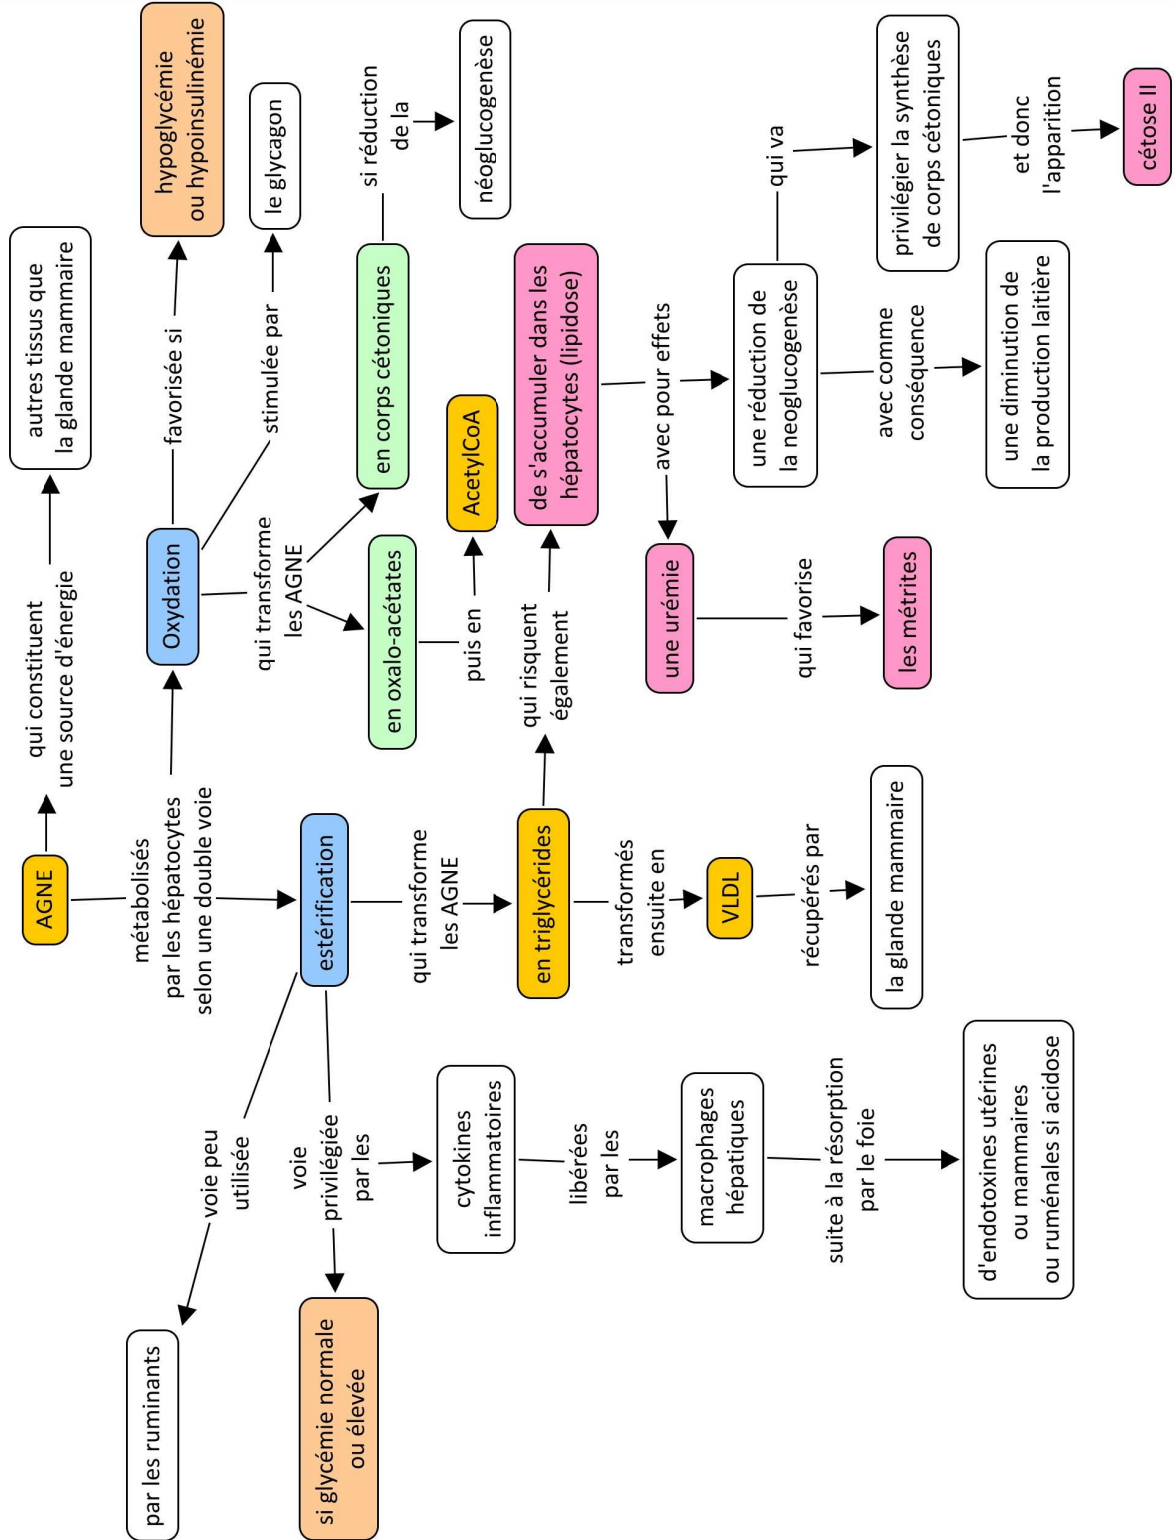 AGNE
qui constituent
une source d'énergie
autres tissus que
la glande mammaire
métabolisés
par les hépatocytes
selon une double voie
Oxydation
favorisée si
hypoglycémie
ou hypoinsulinémie
stimulée par
le glycagon
qui transforme
les AGNE
en corps cétoniques
si réduction
de la
néoglucogenèse
en oxalo-acétates
puis en
AcetylCoA
estérification
voie peu
utilisée
par les ruminants
voie
privilégiée
par les
si glycémie normale
ou élevée
cytokines
inflammatoires
libérées
par les
macrophages
hépatiques
suite à la résorption
par le foie
d'endotoxines utérines
ou mammaires
ou ruménales si acidose
qui transforme
les AGNE
en triglycérides
transformés
ensuite en
VLDL
récupérés par
la glande mammaire
qui risquent
également
de s'accumuler dans les
hépatocytes (lipidose)
avec pour effets
une urémie
qui favorise
les métrites
une réduction de
la neoglucogenèse
avec comme
conséquence
une diminution de
la production laitière
qui va
privilégier la synthèse
de corps cétoniques
et donc
l'apparition
cétose II